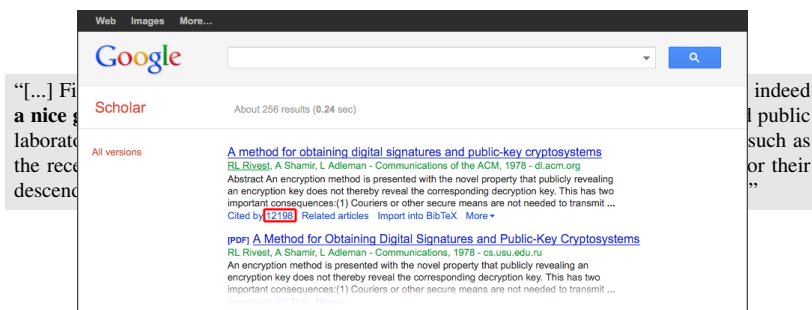 Web Images More...
Google
“[...] Fi
indeed
a nice
public
laborato
such as
the rece
or their
descend
”
Scholar
About 256 results (0.24 sec)
All versions
A method for obtaining digital signatures and public-key cryptosystems
RL Rivest, A Shamir, L Adleman - Communications of the ACM, 1978 - dl.acm.org
Abstract An encryption method is presented with the novel property that publicly revealing
an encryption key does not thereby reveal the corresponding decryption key. This has two
important consequences:(1) Couriers or other secure means are not needed to transmit ...
Cited by 12198 Related articles Import into BibTeX More ▾
[PDF] A Method for Obtaining Digital Signatures and Public-Key Cryptosystems
RL Rivest, A Shamir, L Adleman - Communications, 1978 - cs.usu.edu.ru
An encryption method is presented with the novel property that publicly revealing an
encryption key does not thereby reveal the corresponding decryption key. This has two
important consequences:(1) Couriers or other secure means are not needed to transmit ...
Import into BibTeX More